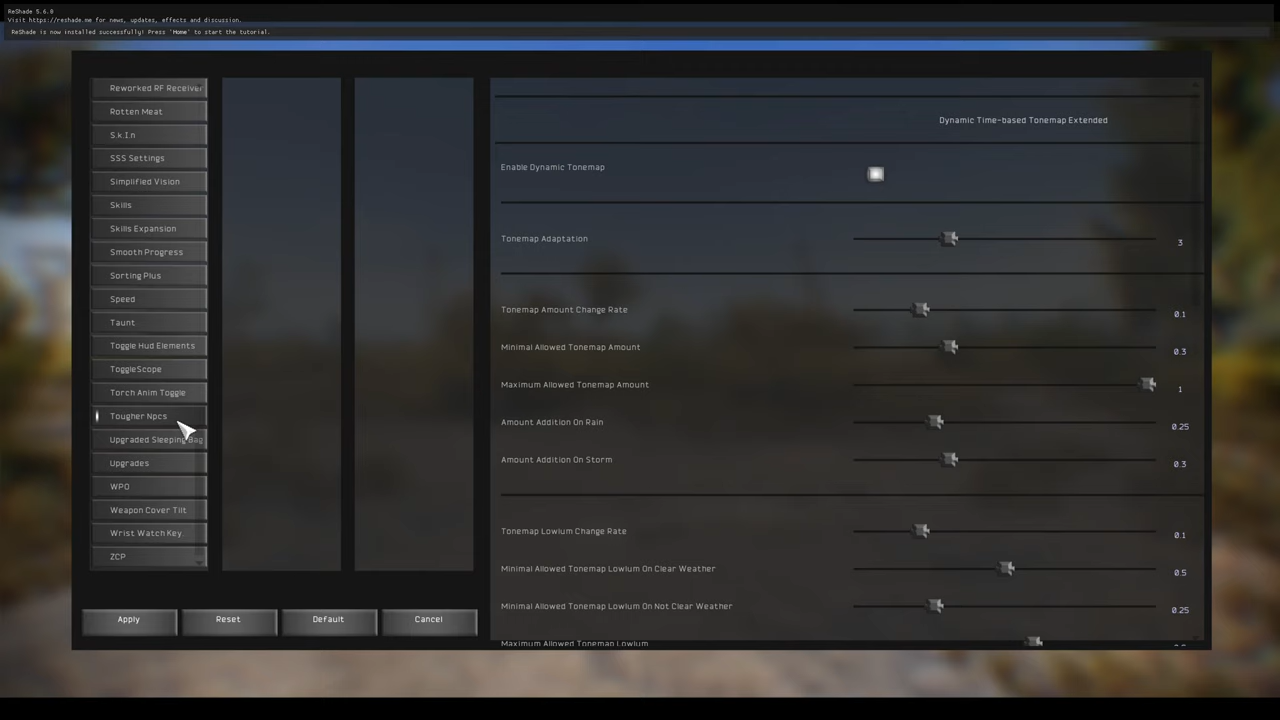 ReShade 5.6.8
Visit https://reshade.me for news, updates, effects and discussion.
ReShade is now installed successfully! Press 'Home' to start the tutorial.
Reworked RF Receiver
Rotten Meat
S.k.I.n
SSS Settings
Simplified Vision
Skills
Skills Expansion
Smooth Progress
Sorting Plus
Speed
Taunt
Toggle Hud Elements
ToggleScope
Torch Anim Toggle
Tougher Npcs
Upgraded Sleeping Bag
Upgrades
WPO
Weapon Cover Tilt
Wrist Watch Key
ZCP
Apply
Reset
Default
Cancel
Dynamic Time-based Tonemap Extended
Enable Dynamic Tonemap
Tonemap Adaptation 3
Tonemap Amount Change Rate 0.1
Minimal Allowed Tonemap Amount 0.3
Maximum Allowed Tonemap Amount 1
Amount Addition On Rain 0.25
Amount Addition On Storm 0.3
Tonemap Lowlum Change Rate 0.1
Minimal Allowed Tonemap Lowlum On Clear Weather 0.5
Minimal Allowed Tonemap Lowlum On Not Clear Weather 0.25
Maximum Allowed Tonemap Lowlum